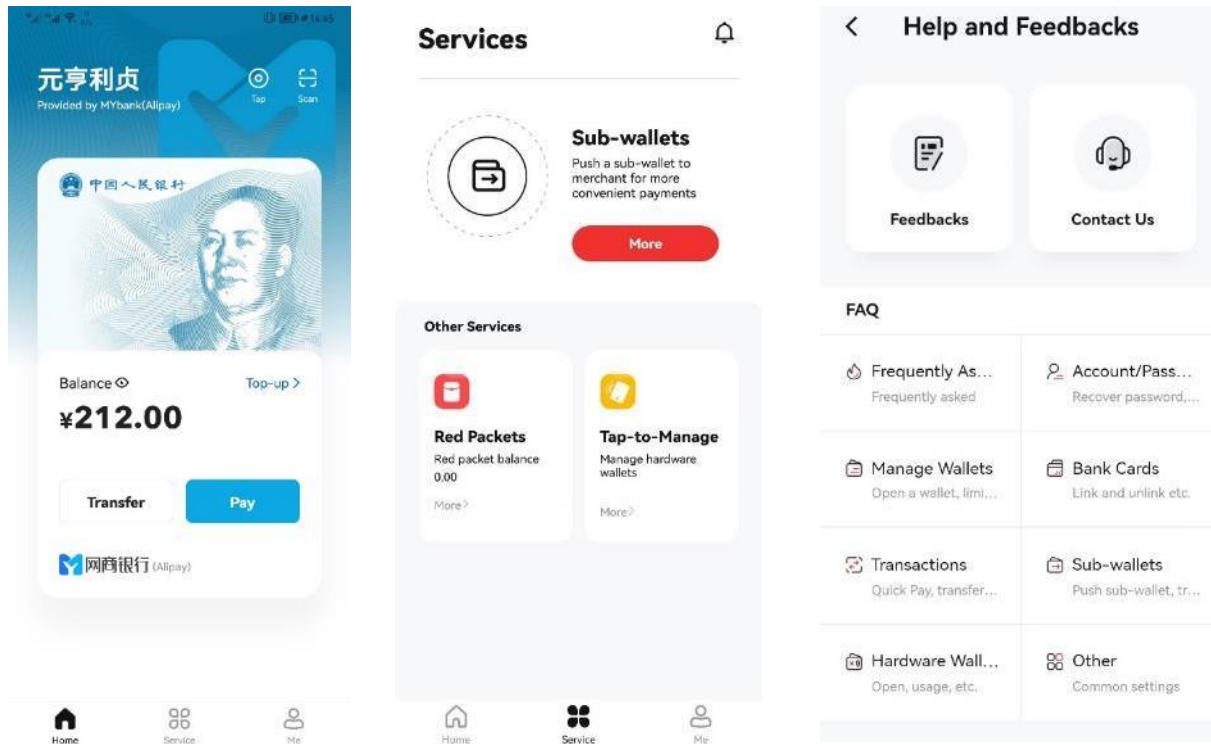 14:45
元亨利贞
Provided by MYbank(Alipay)
Tap
Scan
中国人民银行
Balance
Top-up >
¥212.00
Transfer
Pay
网商银行 (Alipay)
Home
Service
Me
Services
Sub-wallets
Push a sub-wallet to
merchant for more
convenient payments
More
Other Services
Red Packets
Red packet balance
0.00
More >
Tap-to-Manage
Manage hardware
wallets
More >
Home
Service
Me
< Help and Feedbacks
Feedbacks
Contact Us
FAQ
Frequently As...
Frequently asked
Account/Pass...
Recover password,...
Manage Wallets
Open a wallet, limi...
Bank Cards
Link and unlink etc.
Transactions
Quick Pay, transfer...
Sub-wallets
Push sub-wallet, tr...
Hardware Wall...
Open, usage, etc.
Other
Common settings